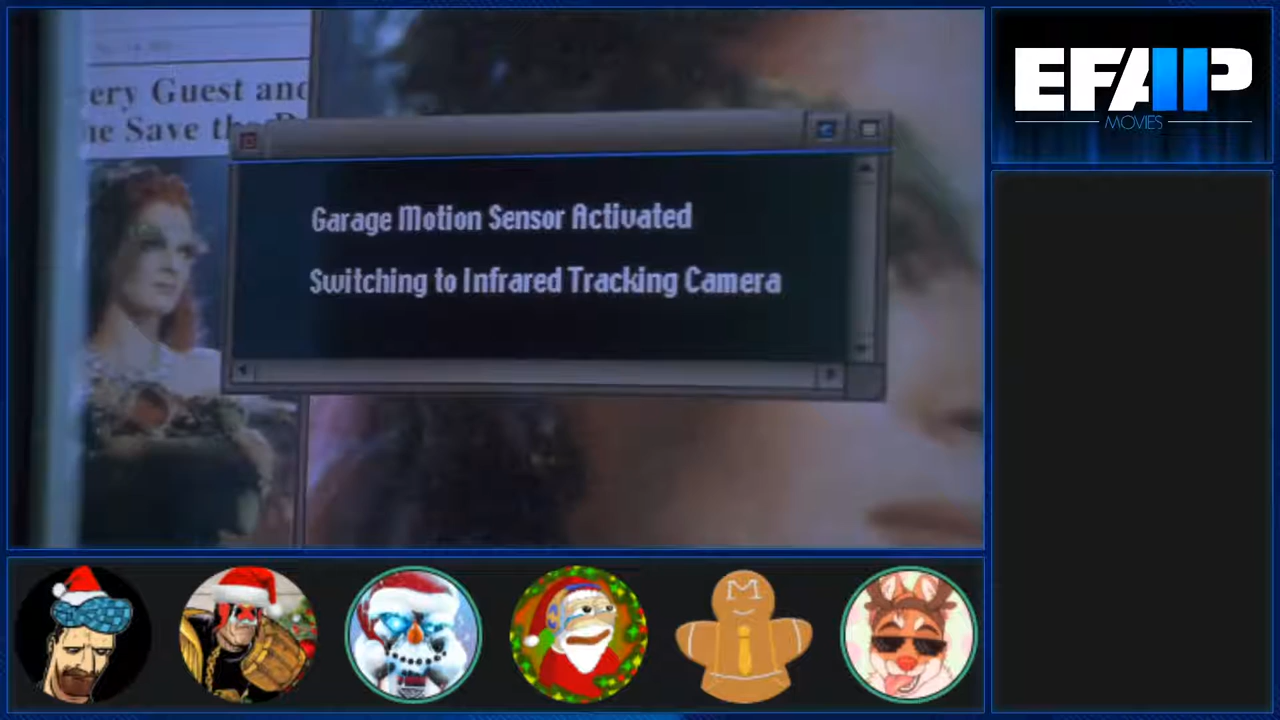 ery Guest and
ne Save the
Garage Motion Sensor Activated
Switching to Infrared Tracking Camera
EFAP
MOVIES
M